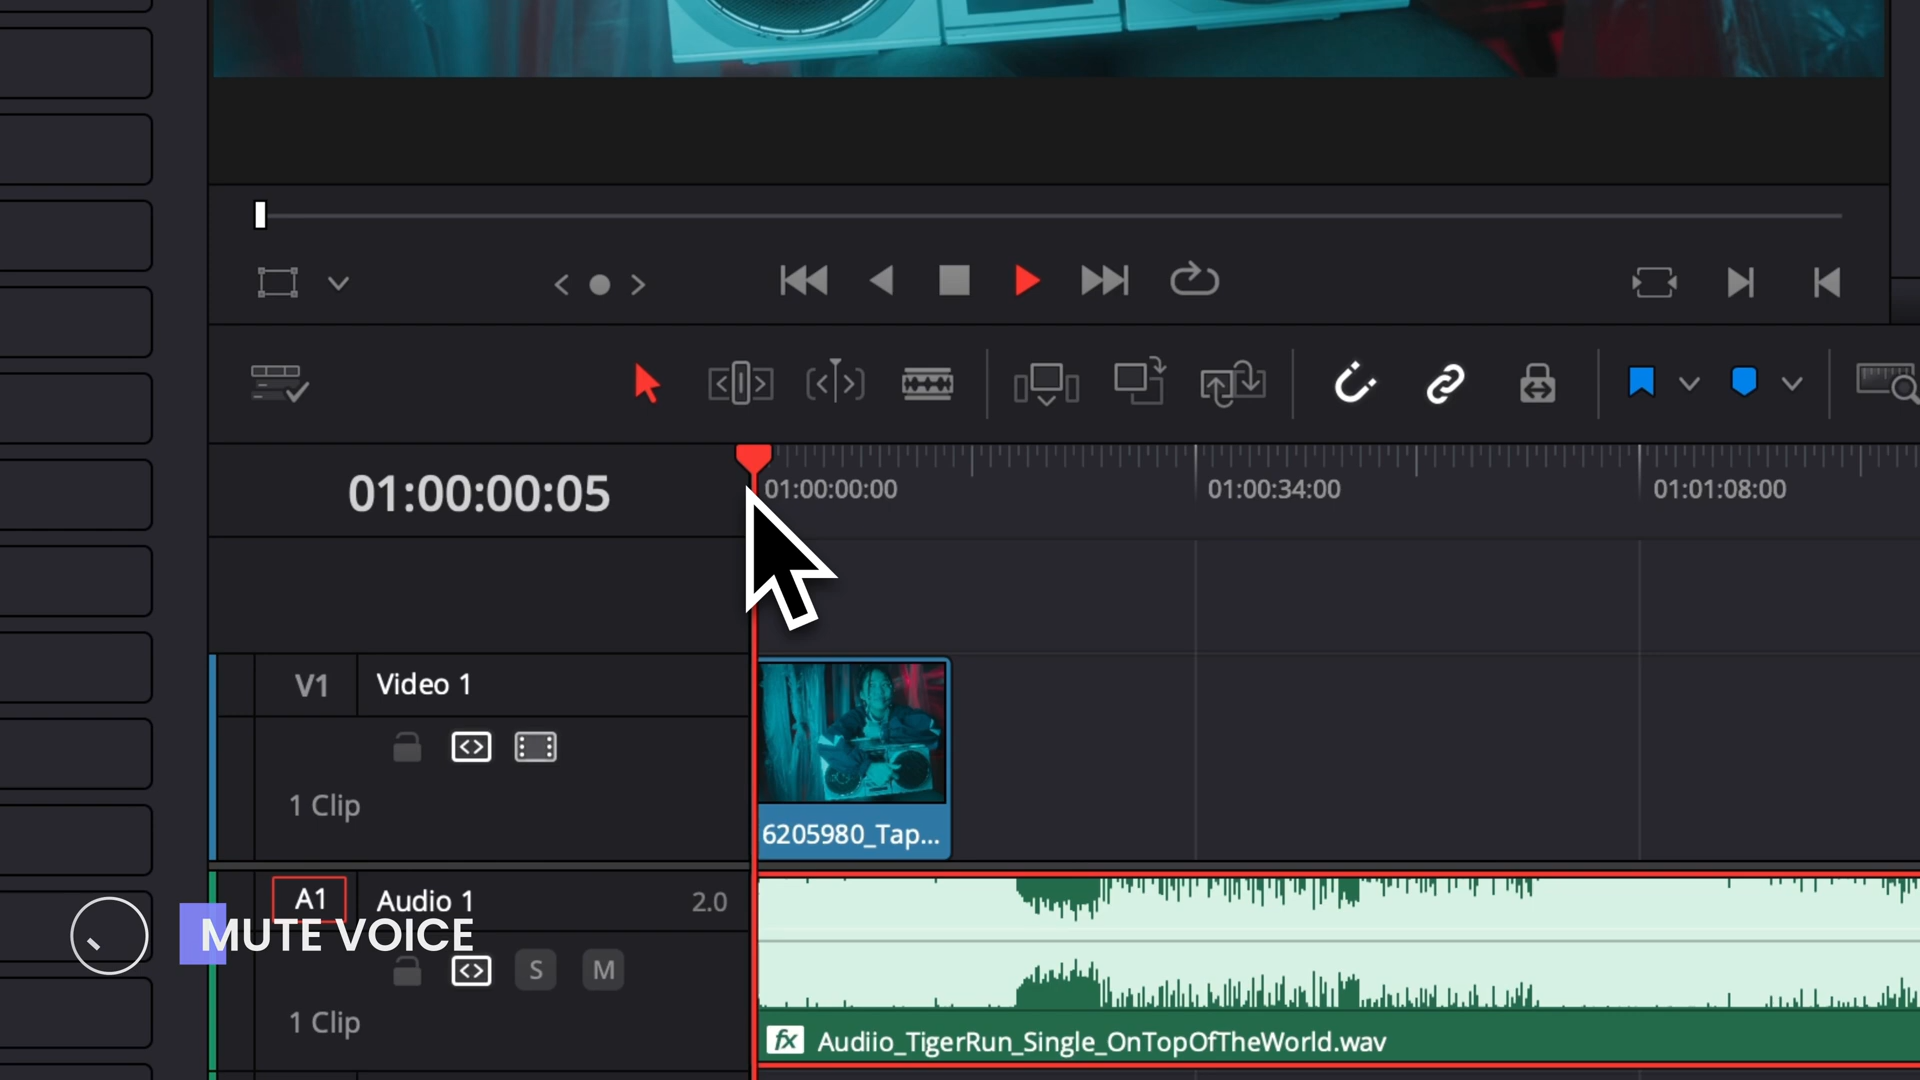 01:00:00:05
01:00:00:00
01:00:34:00
01:01:08:00
V1
Video 1
1 Clip
6205980_Tap...
A1
Audio 1
2.0
MUTE VOICE
S
M
1 Clip
fx
Audiio_TigerRun_Single_OnTopOfTheWorld.wav